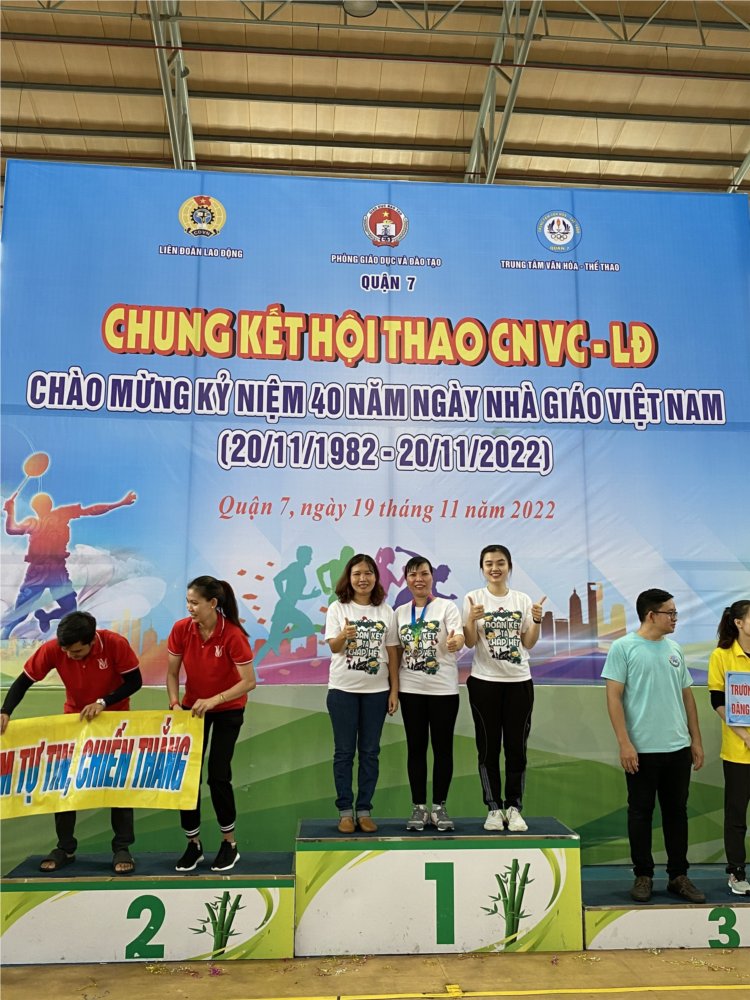 LIÊN ĐOÀN LAO ĐỘNG
PHÒNG GIÁO DỤC VÀ ĐÀO TẠO
TRUNG TÂM VĂN HÓA - THỂ THAO
QUẬN 7
CHUNG KẾT HỘI THAO CNVC - LĐ
CHÀO MỪNG KỶ NIỆM 40 NĂM NGÀY NHÀ GIÁO VIỆT NAM
(20/11/1982 - 20/11/2022)
Quận 7, ngày 19 tháng 11 năm 2022
ĐOÀN KẾT
TA
CHẤP HẾT
TỰ TIN, CHIẾN THẮNG
2
1
3